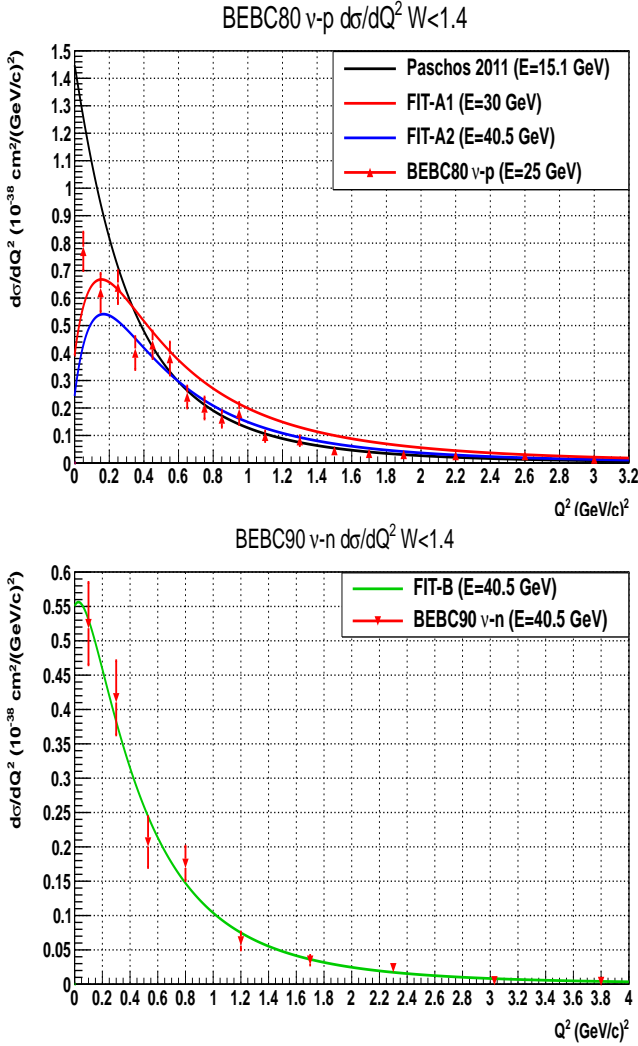 BEBC80 ν-p dσ/dQ² W<1.4
dσ/dQ² (10⁻³⁸ cm²/(GeV/c)²)
1.5
1.4
1.3
1.2
1.1
1
0.9
0.8
0.7
0.6
0.5
0.4
0.3
0.2
0.1
0
Paschos 2011 (E=15.1 GeV)
FIT-A1 (E=30 GeV)
FIT-A2 (E=40.5 GeV)
BEBC80 ν-p (E=25 GeV)
0 0.2 0.4 0.6 0.8 1 1.2 1.4 1.6 1.8 2 2.2 2.4 2.6 2.8 3 3.2
Q² (GeV/c)²
BEBC90 ν-n dσ/dQ² W<1.4
dσ/dQ² (10⁻³⁸ cm²/(GeV/c)²)
0.6
0.55
0.5
0.45
0.4
0.35
0.3
0.25
0.2
0.15
0.1
0.05
0
FIT-B (E=40.5 GeV)
BEBC90 ν-n (E=40.5 GeV)
0 0.2 0.4 0.6 0.8 1 1.2 1.4 1.6 1.8 2 2.2 2.4 2.6 2.8 3 3.2 3.4 3.6 3.8 4
Q² (GeV/c)²